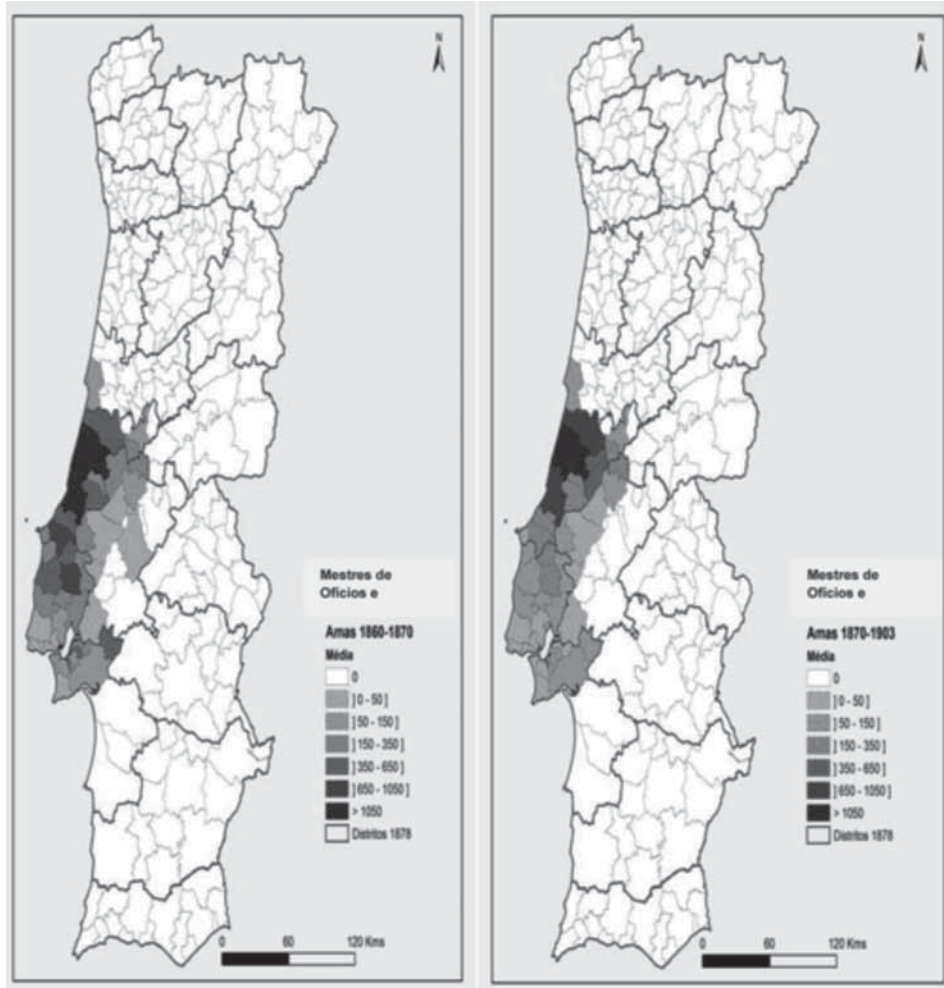 N
Mestres de
Ofícios e
Amas 1860-1870
Média
0
] 0 - 50 ]
] 50 - 150 ]
] 150 - 350 ]
] 350 - 650 ]
] 650 - 1050 ]
> 1050
Distritos 1878
0 60 120 Kms
N
Mestres de
Ofícios e
Amas 1870-1903
Média
0
] 0 - 50 ]
] 50 - 150 ]
] 150 - 350 ]
] 350 - 650 ]
] 650 - 1050 ]
> 1050
Distritos 1878
0 60 120 Kms